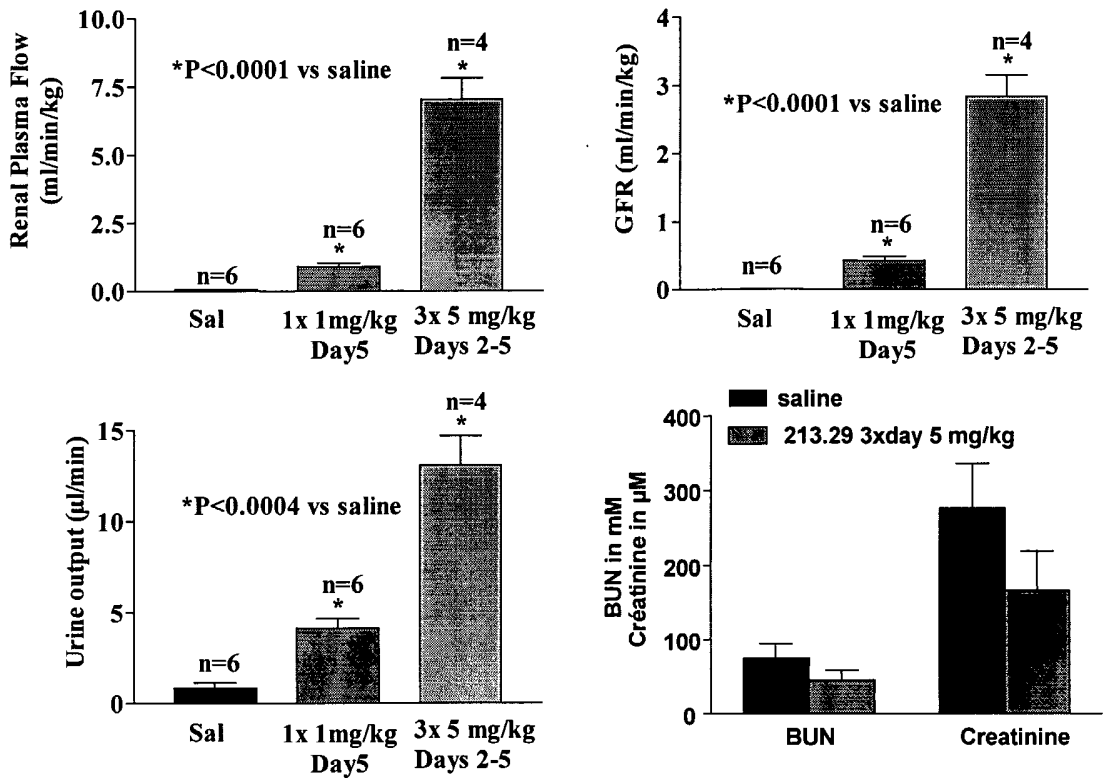 Renal Plasma Flow
(ml/min/kg)
10.0
7.5
5.0
2.5
0.0
*P<0.0001 vs saline
n=6
n=6
*
n=4
*
Sal
1x 1mg/kg
Day5
3x 5 mg/kg
Days 2-5
GFR (ml/min/kg)
4
3
2
1
0
*P<0.0001 vs saline
n=6
n=6
*
n=4
*
Sal
1x 1mg/kg
Day5
3x 5 mg/kg
Days 2-5
Urine output (µl/min)
15
10
5
0
*P<0.0004 vs saline
n=6
n=6
*
n=4
*
Sal
1x 1mg/kg
Day5
3x 5 mg/kg
Days 2-5
BUN in mM
Créatinine in µM
400
300
200
100
0
saline
213.29 3xday 5 mg/kg
BUN
Creatinine